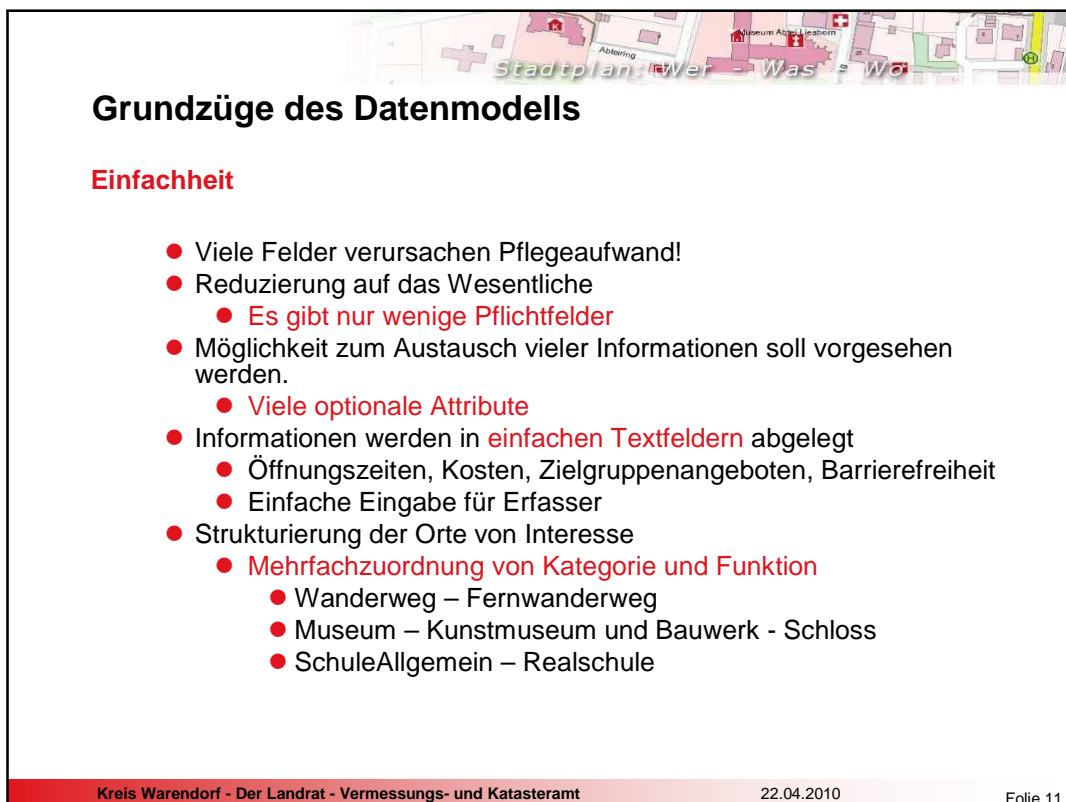 Museum Abtei Liesborn
Abteiring
Stadtplan: Wer - Was - Wo
Grundzüge des Datenmodells
Einfachheit
Viele Felder verursachen Pflegeaufwand!
Reduzierung auf das Wesentliche
Es gibt nur wenige Pflichtfelder
Möglichkeit zum Austausch vieler Informationen soll vorgesehen
werden.
Viele optionale Attribute
Informationen werden in einfachen Textfeldern abgelegt
Öffnungszeiten, Kosten, Zielgruppenangeboten, Barrierefreiheit
Einfache Eingabe für Erfasser
Strukturierung der Orte von Interesse
Mehrfachzuordnung von Kategorie und Funktion
Wanderweg – Fernwanderweg
Museum – Kunstmuseum und Bauwerk - Schloss
SchuleAllgemein – Realschule
Kreis Warendorf - Der Landrat - Vermessungs- und Katasteramt 22.04.2010 Folie 11